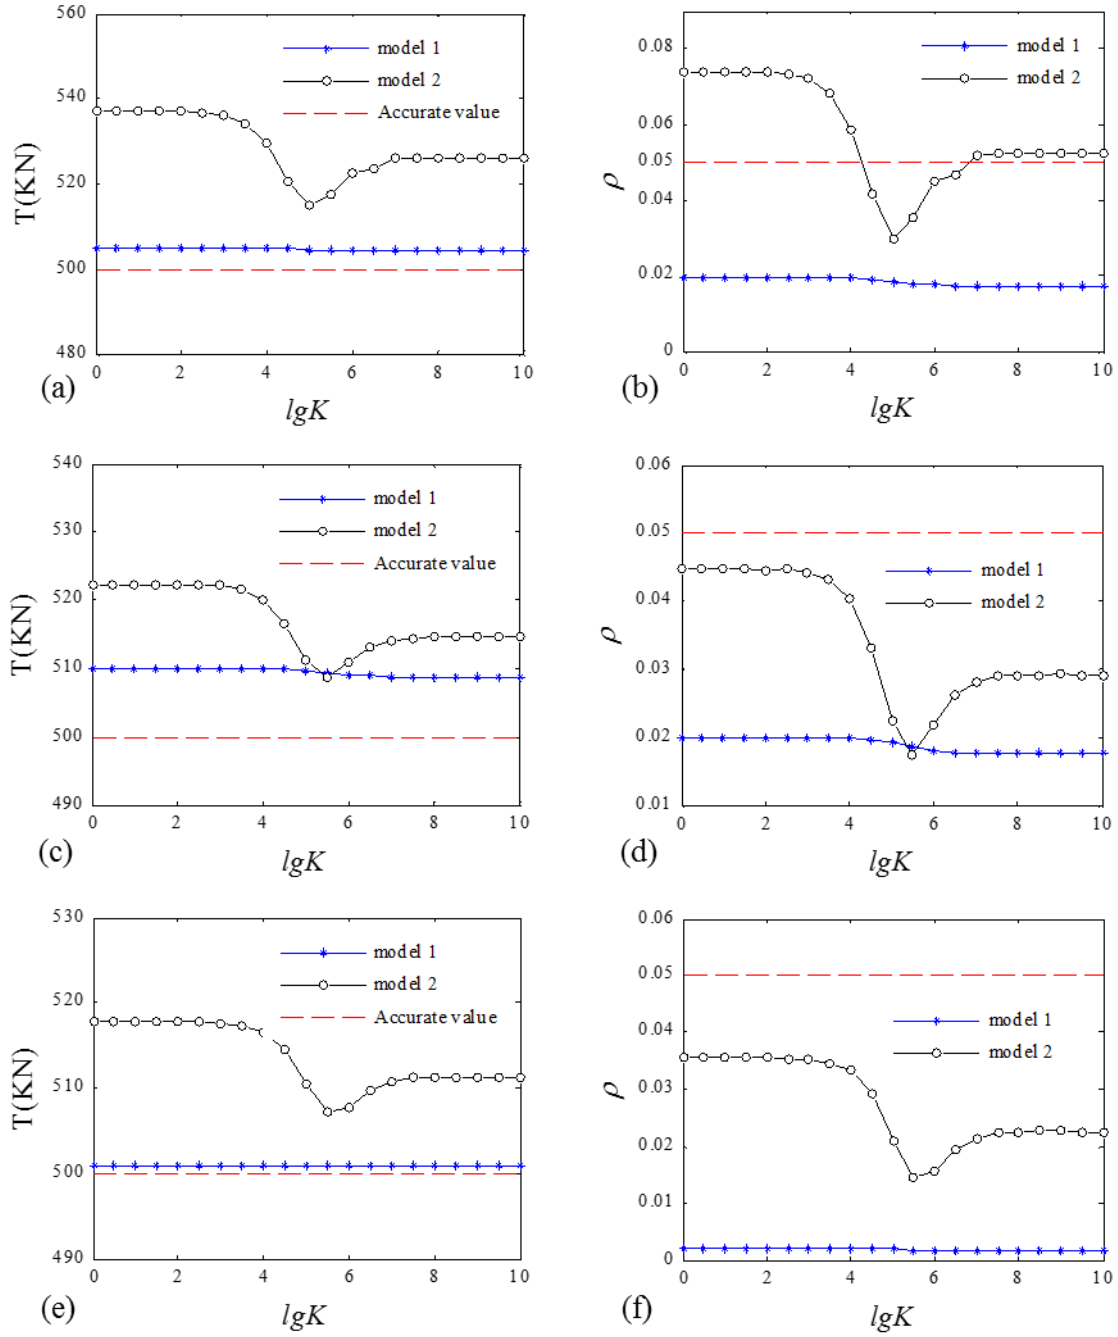 560
540
520
500
480
T(KN)
model 1
model 2
Accurate value
0 2 4 6 8 10
(a)
lgK
0.08
0.06
0.05
0.04
0.02
0
ρ
model 1
model 2
0 2 4 6 8 10
(b)
lgK
540
530
520
510
500
490
T(KN)
model 1
model 2
Accurate value
0 2 4 6 8 10
(c)
lgK
0.06
0.05
0.04
0.03
0.02
0.01
ρ
model 1
model 2
0 2 4 6 8 10
(d)
lgK
530
520
510
500
490
T(KN)
model 1
model 2
Accurate value
0 2 4 6 8 10
(e)
lgK
0.06
0.05
0.04
0.03
0.02
0.01
0
ρ
model 1
model 2
0 2 4 6 8 10
(f)
lgK